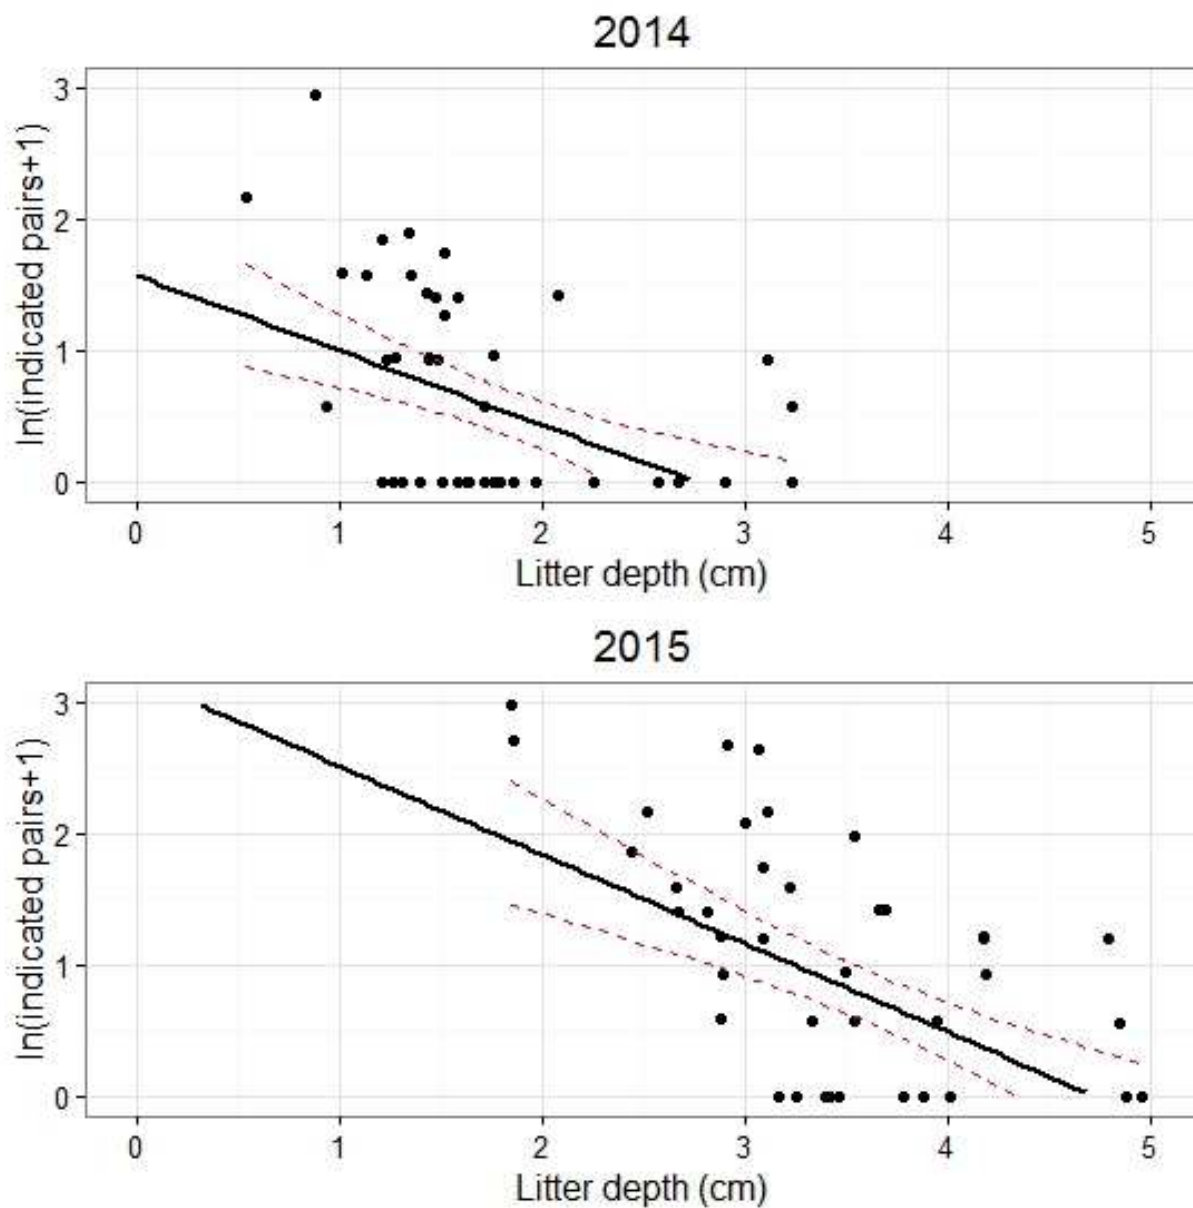 2014
3
2
1
0
ln(indicated pairs+1)
0 1 2 3 4 5
Litter depth (cm)
2015
3
2
1
0
ln(indicated pairs+1)
0 1 2 3 4 5
Litter depth (cm)